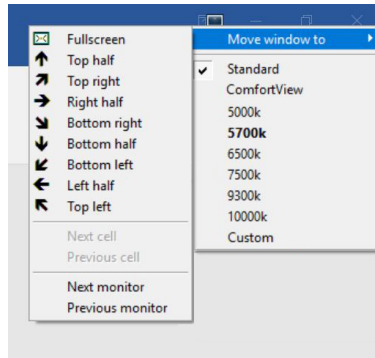 Fullscreen
Top half
Top right
Right half
Bottom right
Bottom half
Bottom left
Left half
Top left
Next cell
Previous cell
Next monitor
Previous monitor
Move window to
Standard
ComfortView
5000k
5700k
6500k
7500k
9300k
10000k
Custom